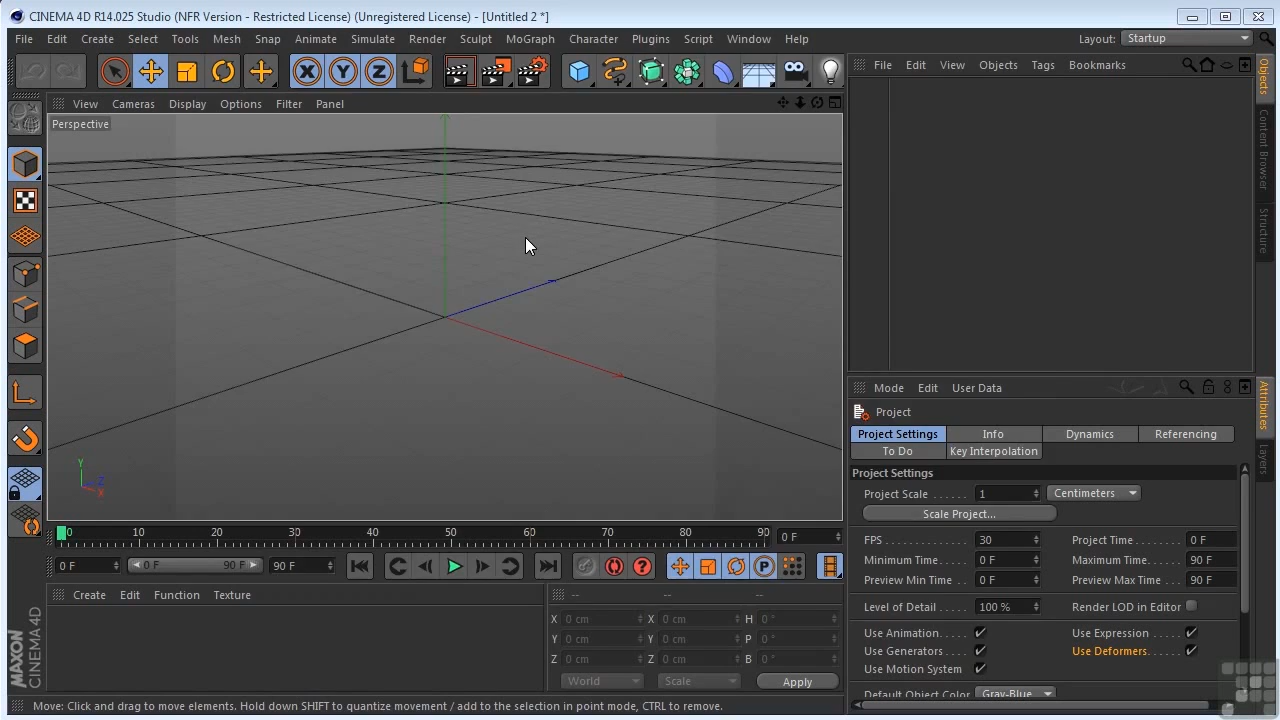 CINEMA 4D R14.025 Studio (NFR Version - Restricted License) (Unregistered License) - [Untitled 2 *]
File Edit Create Select Tools Mesh Snap Animate Simulate Render Sculpt MoGraph Character Plugins Script Window Help
Layout: Startup
File Edit View Objects Tags Bookmarks
View Cameras Display Options Filter Panel
Perspective
Y
Z
X
Objects
Content Browser
Structure
Mode Edit User Data
Project
Project Settings Info Dynamics Referencing
To Do Key Interpolation
Project Settings
Project Scale ...... 1 Centimeters
Scale Project...
FPS .............. 30 Project Time ........ 0 F
Minimum Time.... 0 F Maximum Time..... 90 F
Preview Min Time . 0 F Preview Max Time . 90 F
Level of Detail ..... 100 % Render LOD in Editor
Use Animation..... Use Expression .....
Use Generators .... Use Deformers......
Use Motion System
Default Object Color Gray-Blue
Attributes
Layers
0 10 20 30 40 50 60 70 80 90 0 F
0 F 0 F 90 F 90 F
Create Edit Function Texture
-- -- --
X 0 cm X 0 cm H 0 °
Y 0 cm Y 0 cm P 0 °
Z 0 cm Z 0 cm B 0 °
World Scale Apply
MAXON
CINEMA 4D
Move: Click and drag to move elements. Hold down SHIFT to quantize movement / add to the selection in point mode, CTRL to remove.